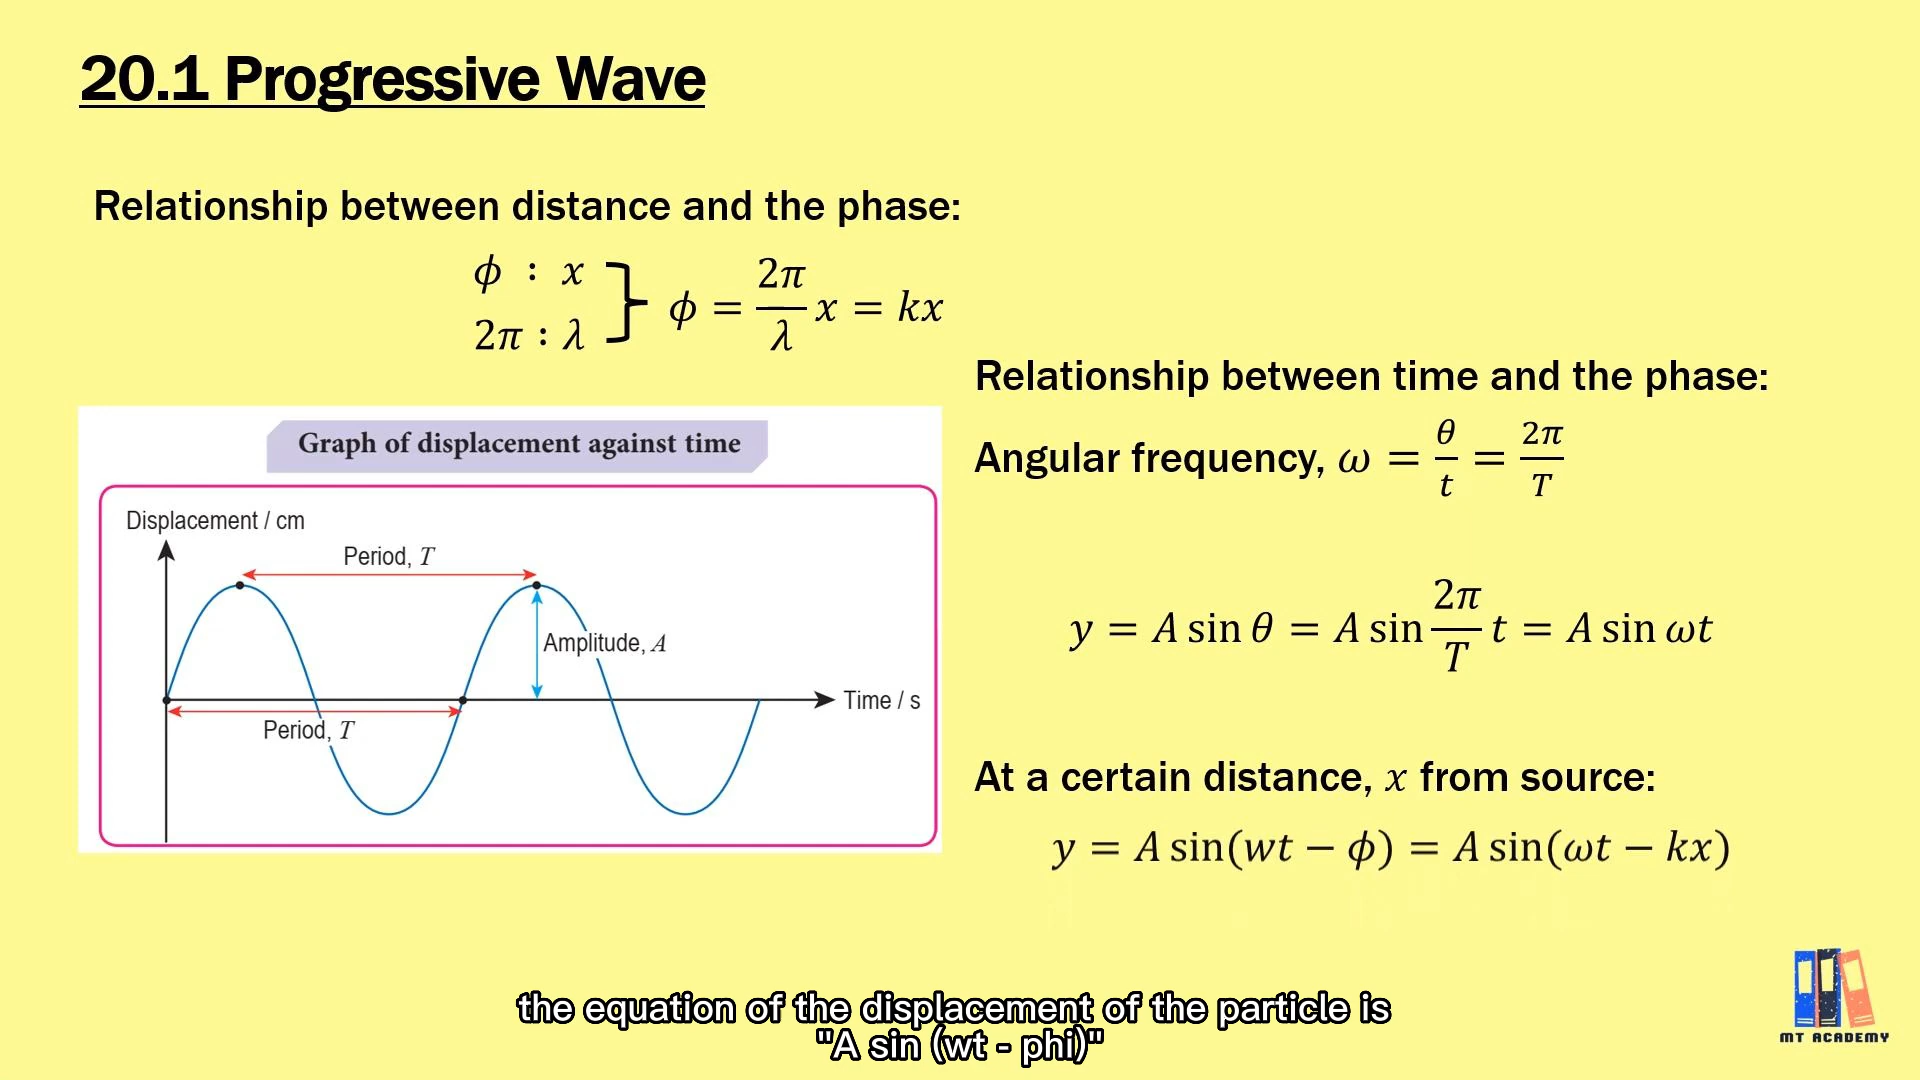 20.1 Progressive Wave
Relationship between distance and the phase:
ϕ : x
2π : λ
ϕ = 2π/λ x = kx
Relationship between time and the phase:
Angular frequency, ω = θ/t = 2π/T
Graph of displacement against time
Displacement / cm
Period, T
Amplitude, A
Time / s
Period, T
y = A sin θ = A sin 2π/T t = A sin ωt
At a certain distance, x from source:
y = A sin(wt − ϕ) = A sin(ωt − kx)
the equation of the displacement of the particle is
"A sin (wt - phi)"
MT ACADEMY